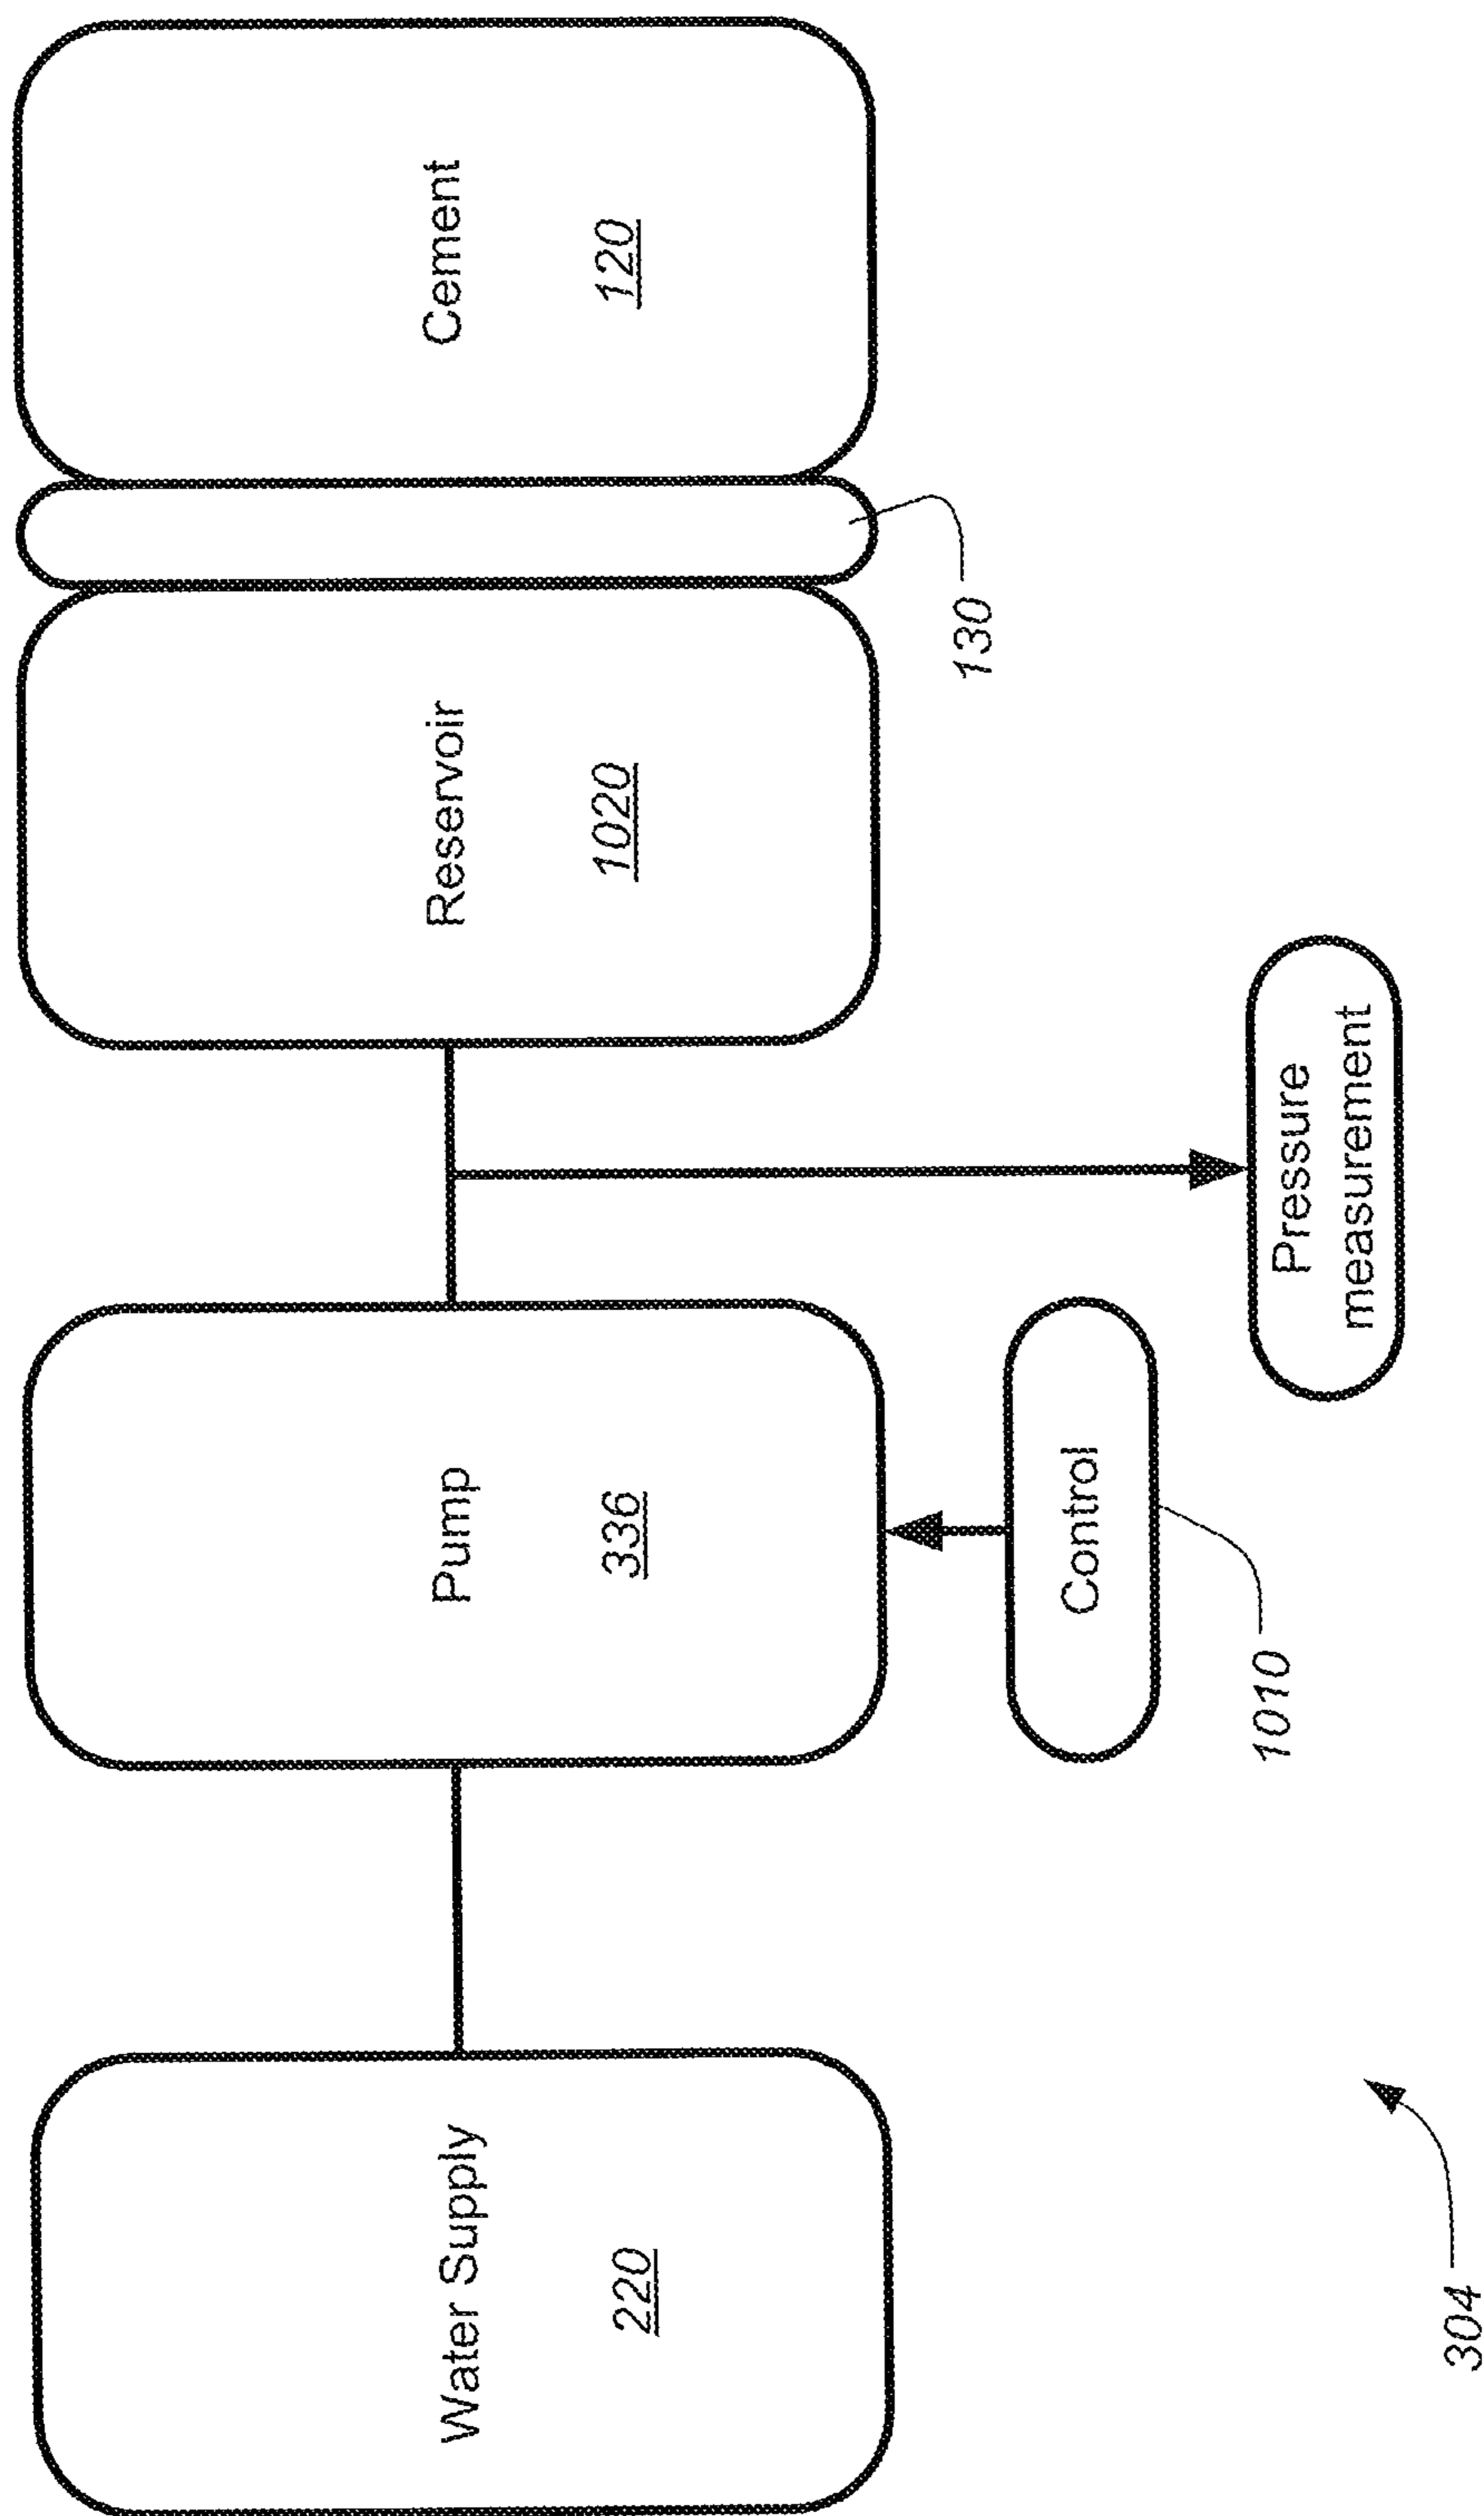 Water Supply
220
Pump
336
Reservoir
1020
Cement
120
130
Control
1010
Pressure
measurement
304